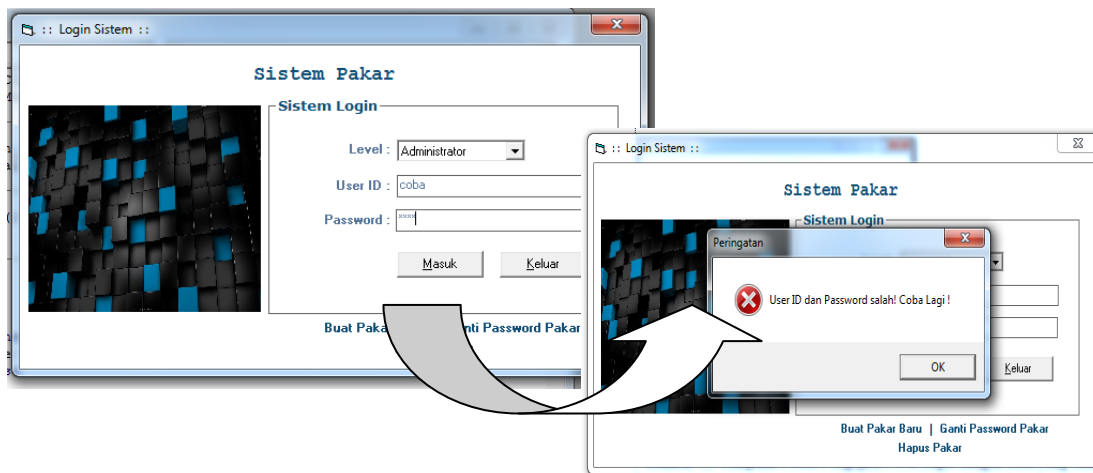 :: Login Sistem ::
Sistem Pakar
Sistem Login
Level : Administrator
User ID : coba
Password : ****
Masuk Keluar
Buat Paka nti Password Pakar
:: Login Sistem ::
Sistem Pakar
Sistem Login
Peringatan
User ID dan Password salah! Coba Lagi !
OK
Keluar
Buat Pakar Baru | Ganti Password Pakar
Hapus Pakar